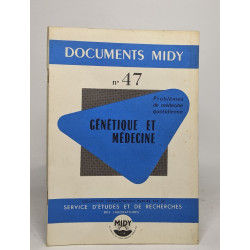 DOCUMENTS MIDY
n° 47
Problèmes
de médecine
quotidienne
GÉNÉTIQUE ET
MÉDECINE
SERVICE D'ÉTUDES ET DE RECHERCHES
DES LABORATOIRES
MIDY